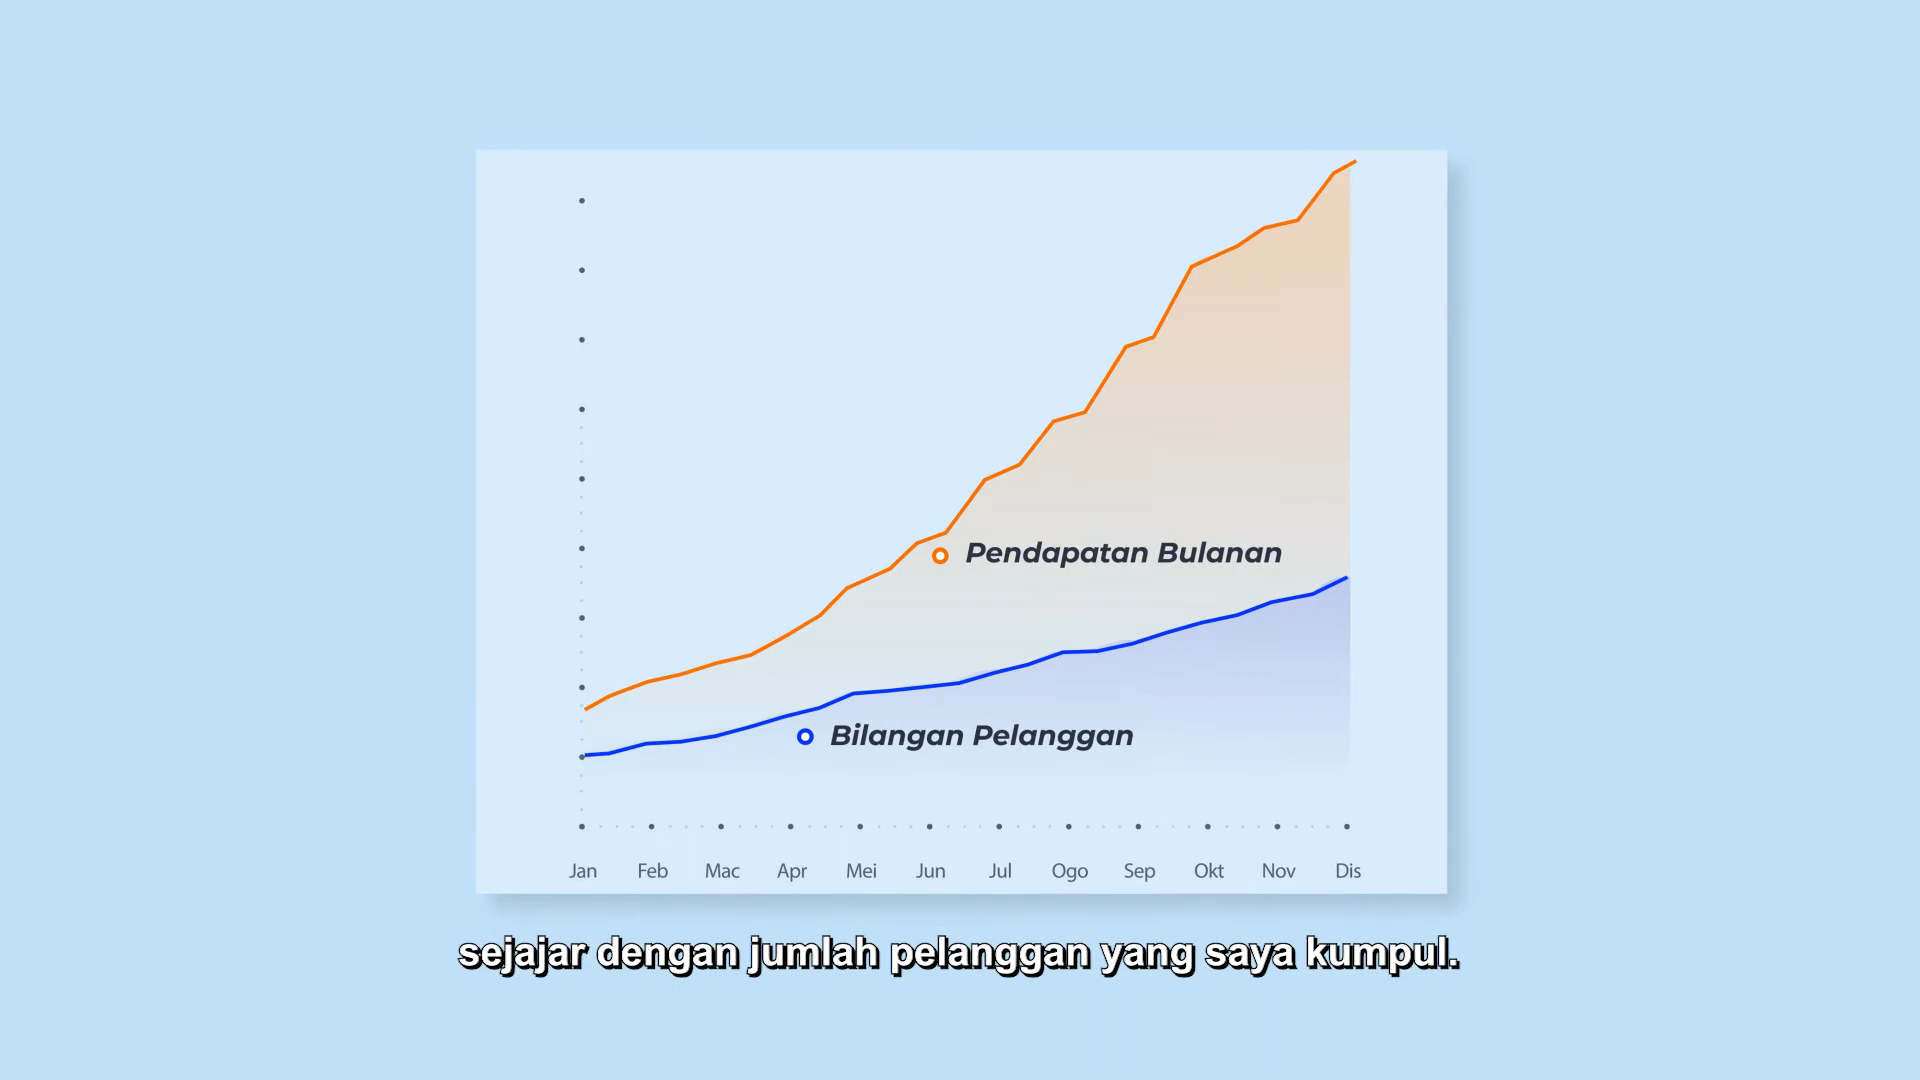 Pendapatan Bulanan
Bilangan Pelanggan
Jan Feb Mac Apr Mei Jun Jul Ogo Sep Okt Nov Dis
sejajar dengan jumlah pelanggan yang saya kumpul.